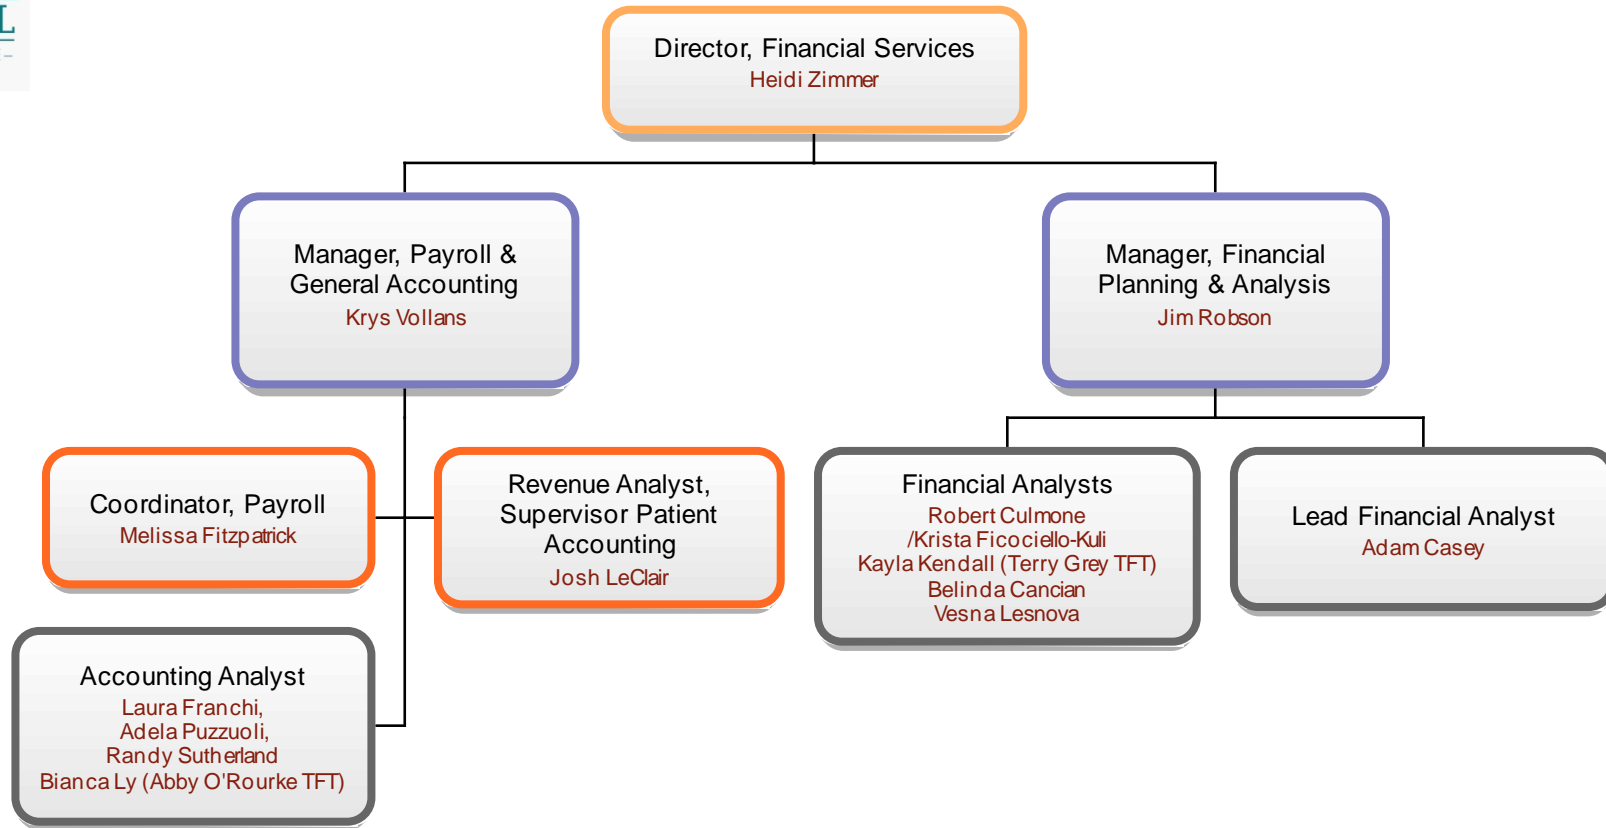 L
Director, Financial Services
Heidi Zimmer
Manager, Payroll &
General Accounting
Krys Vollans
Manager, Financial
Planning & Analysis
Jim Robson
Coordinator, Payroll
Melissa Fitzpatrick
Revenue Analyst,
Supervisor Patient
Accounting
Josh LeClair
Financial Analysts
Robert Culmone
/Krista Ficociello-Kuli
Kayla Kendall (Terry Grey TFT)
Belinda Cancian
Vesna Lesnova
Lead Financial Analyst
Adam Casey
Accounting Analyst
Laura Franchi,
Adela Puzzuoli,
Randy Sutherland
Bianca Ly (Abby O'Rourke TFT)